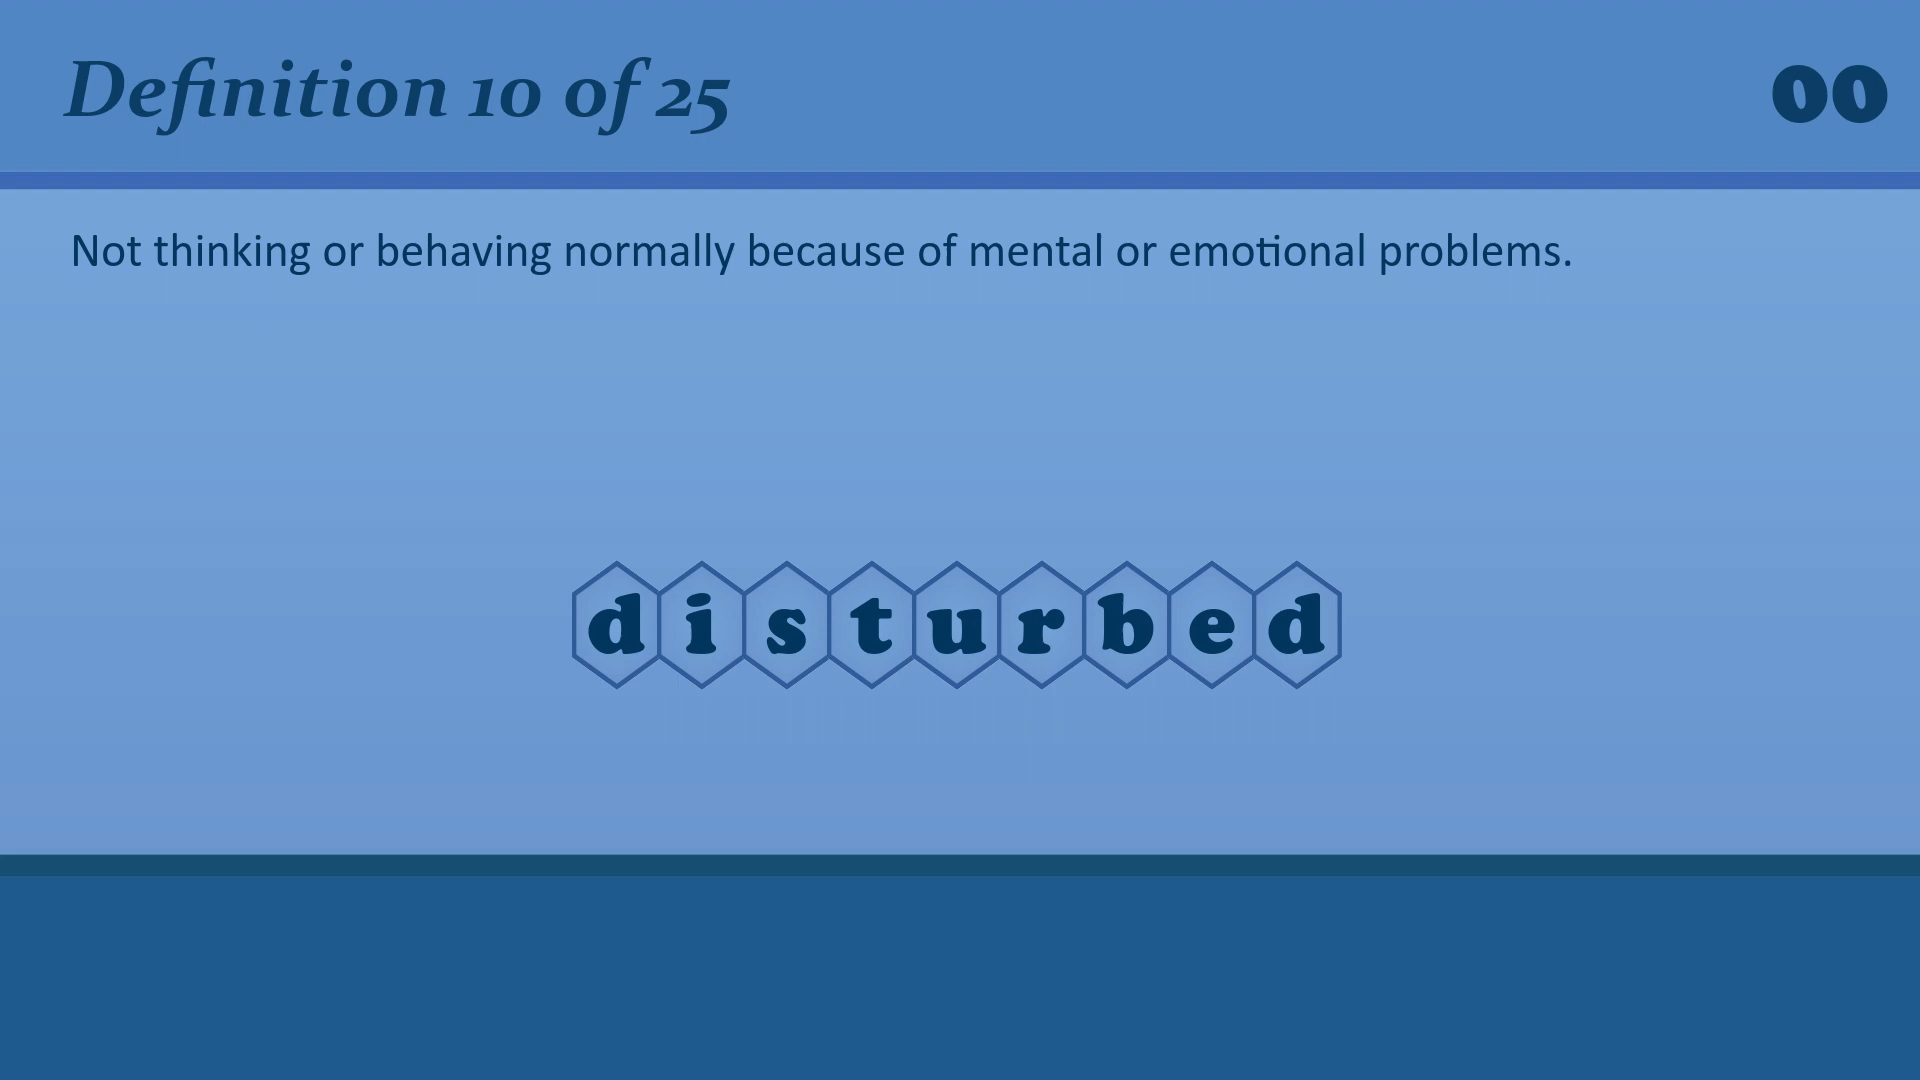 Definition 10 of 25
00
Not thinking or behaving normally because of mental or emotional problems.
disturbed